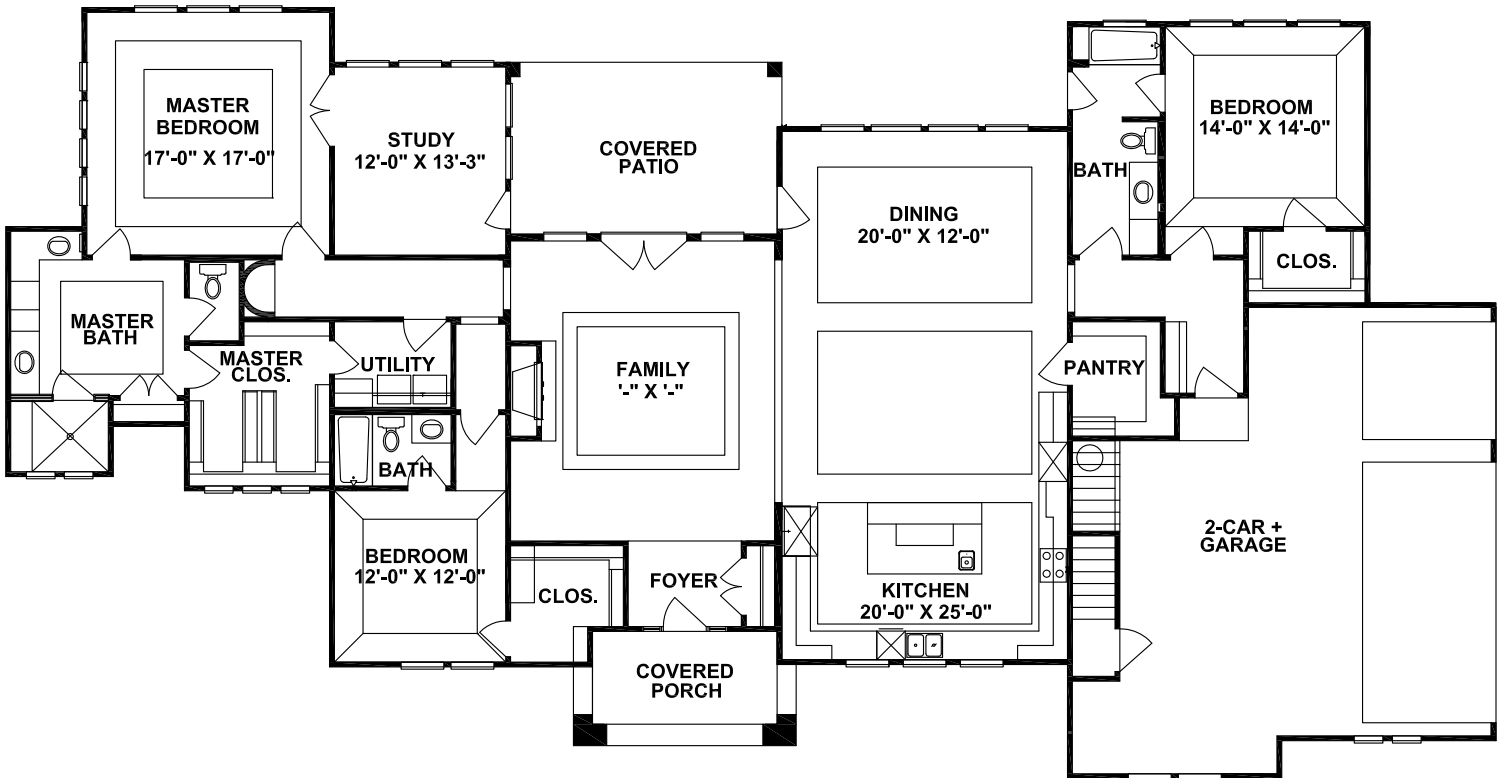 MASTER
BEDROOM
17'-0" X 17'-0"
STUDY
12'-0" X 13'-3"
COVERED
PATIO
DINING
20'-0" X 12'-0"
BATH
BEDROOM
14'-0" X 14'-0"
CLOS.
MASTER
BATH
MASTER
CLOS.
UTILITY
FAMILY
'-" X '-"
PANTRY
BATH
BEDROOM
12'-0" X 12'-0"
CLOS.
FOYER
KITCHEN
20'-0" X 25'-0"
2-CAR +
GARAGE
COVERED
PORCH